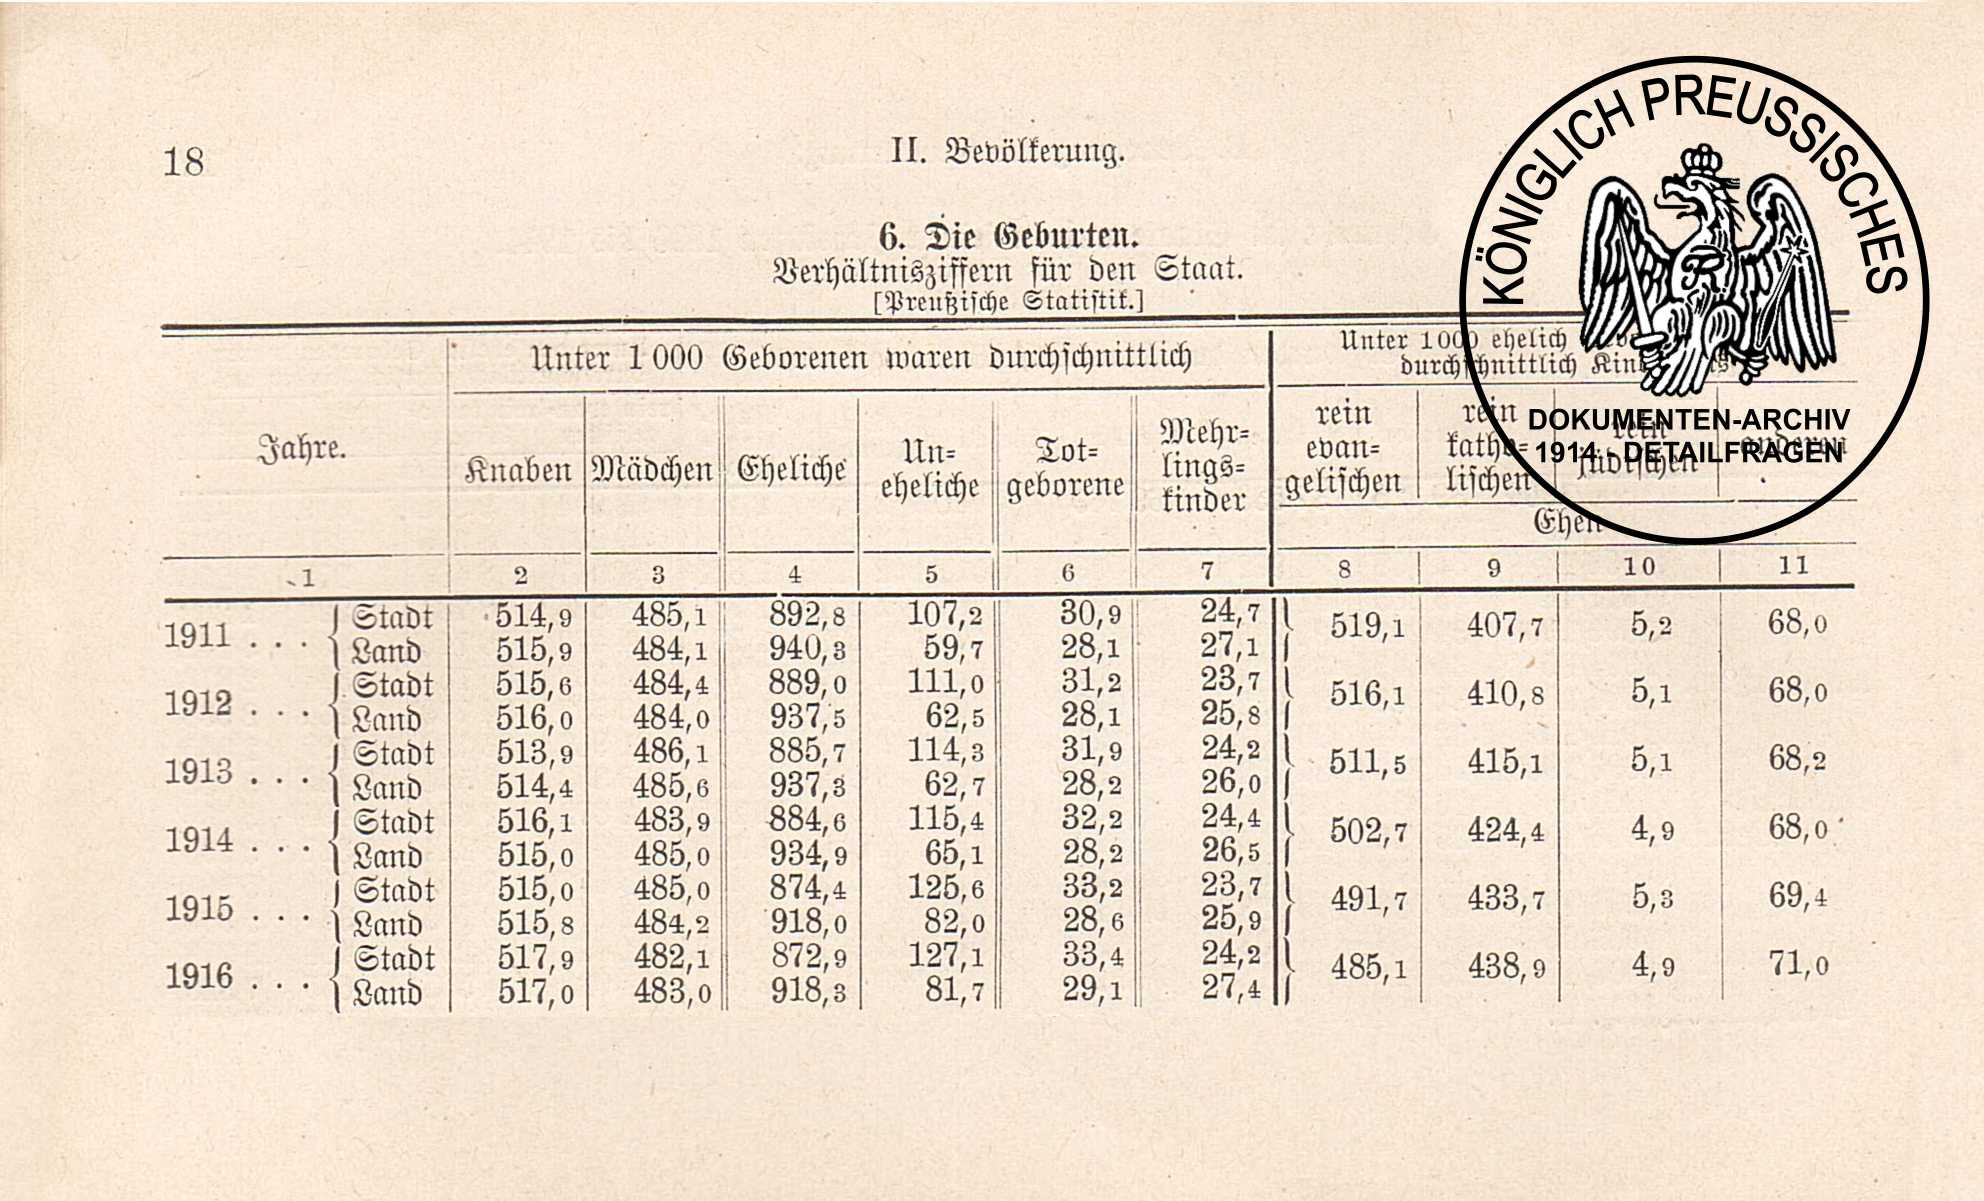 18
II. Bevölkerung.
6. Die Geburten.
Verhältnisziffern für den Staat.
[Preußische Statistik.]
KÖNIGLICH PREUSSISCHES
DOKUMENTEN-ARCHIV
1914 - DETAILFRAGEN
Jahre.
Unter 1 000 Geborenen waren durchschnittlich
Unter 1 000 ehelich
durchschnittlich
Knaben
Mädchen
Eheliche
Un-
eheliche
Tot-
geborene
Mehr-
lings-
kinder
rein
evan-
gelischen
rein
katho-
lischen
rein
jüdischen
anderen
Ehen
1 2 3 4 5 6 7 8 9 10 11
1911 . . . { Stadt 514,9 485,1 892,8 107,2 30,9 24,7 } 519,1 407,7 5,2 68,0
Land 515,9 484,1 940,3 59,7 28,1 27,1
1912 . . . { Stadt 515,6 484,4 889,0 111,0 31,2 23,7 } 516,1 410,8 5,1 68,0
Land 516,0 484,0 937,5 62,5 28,1 25,8
1913 . . . { Stadt 513,9 486,1 885,7 114,3 31,9 24,2 } 511,5 415,1 5,1 68,2
Land 514,4 485,6 937,3 62,7 28,2 26,0
1914 . . . { Stadt 516,1 483,9 884,6 115,4 32,2 24,4 } 502,7 424,4 4,9 68,0
Land 515,0 485,0 934,9 65,1 28,2 26,5
1915 . . . { Stadt 515,0 485,0 874,4 125,6 33,2 23,7 } 491,7 433,7 5,3 69,4
Land 515,8 484,2 918,0 82,0 28,6 25,9
1916 . . . { Stadt 517,9 482,1 872,9 127,1 33,4 24,2 } 485,1 438,9 4,9 71,0
Land 517,0 483,0 918,3 81,7 29,1 27,4